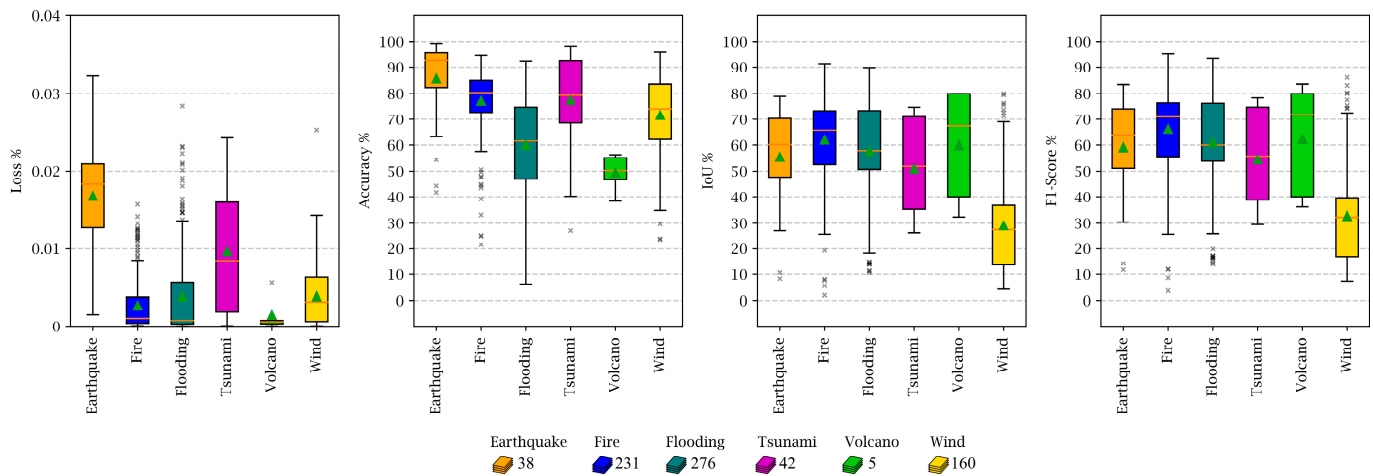 Loss %
0.04
0.03
0.02
0.01
0
Earthquake
Fire
Flooding
Tsunami
Volcano
Wind
Accuracy %
100
90
80
70
60
50
40
30
20
10
0
Earthquake
Fire
Flooding
Tsunami
Volcano
Wind
IoU %
100
90
80
70
60
50
40
30
20
10
0
Earthquake
Fire
Flooding
Tsunami
Volcano
Wind
F1-Score %
100
90
80
70
60
50
40
30
20
10
0
Earthquake
Fire
Flooding
Tsunami
Volcano
Wind
Earthquake Fire Flooding Tsunami Volcano Wind
38 231 276 42 5 160